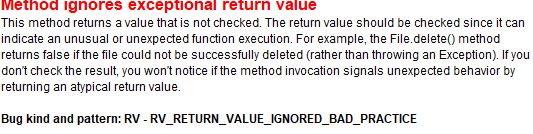 Method ignores exceptional return value
This method returns a value that is not checked. The return value should be checked since it can
indicate an unusual or unexpected function execution. For example, the File.delete() method
returns false if the file could not be successfully deleted (rather than throwing an Exception). If you
don't check the result, you won't notice if the method invocation signals unexpected behavior by
returning an atypical return value.
Bug kind and pattern: RV - RV_RETURN_VALUE_IGNORED_BAD_PRACTICE